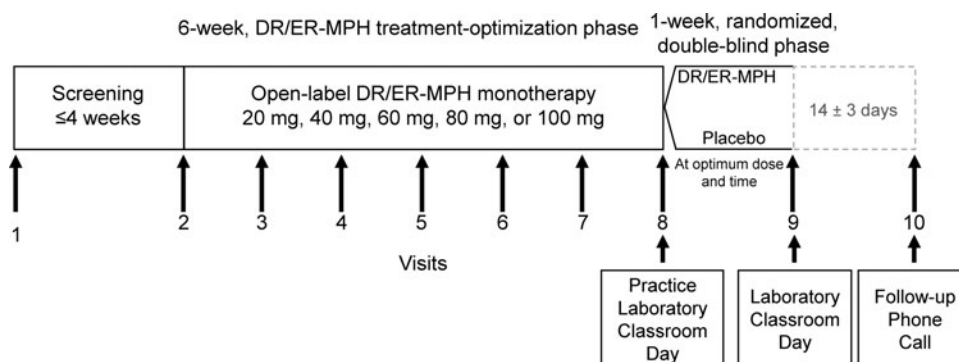 6-week, DR/ER-MPH treatment-optimization phase
1-week, randomized,
double-blind phase
Screening
≤4 weeks
Open-label DR/ER-MPH monotherapy
20 mg, 40 mg, 60 mg, 80 mg, or 100 mg
DR/ER-MPH
Placebo
At optimum dose
and time
14 ± 3 days
1
2
3
4
5
6
7
8
9
10
Visits
Practice
Laboratory
Classroom
Day
Laboratory
Classroom
Day
Follow-up
Phone
Call